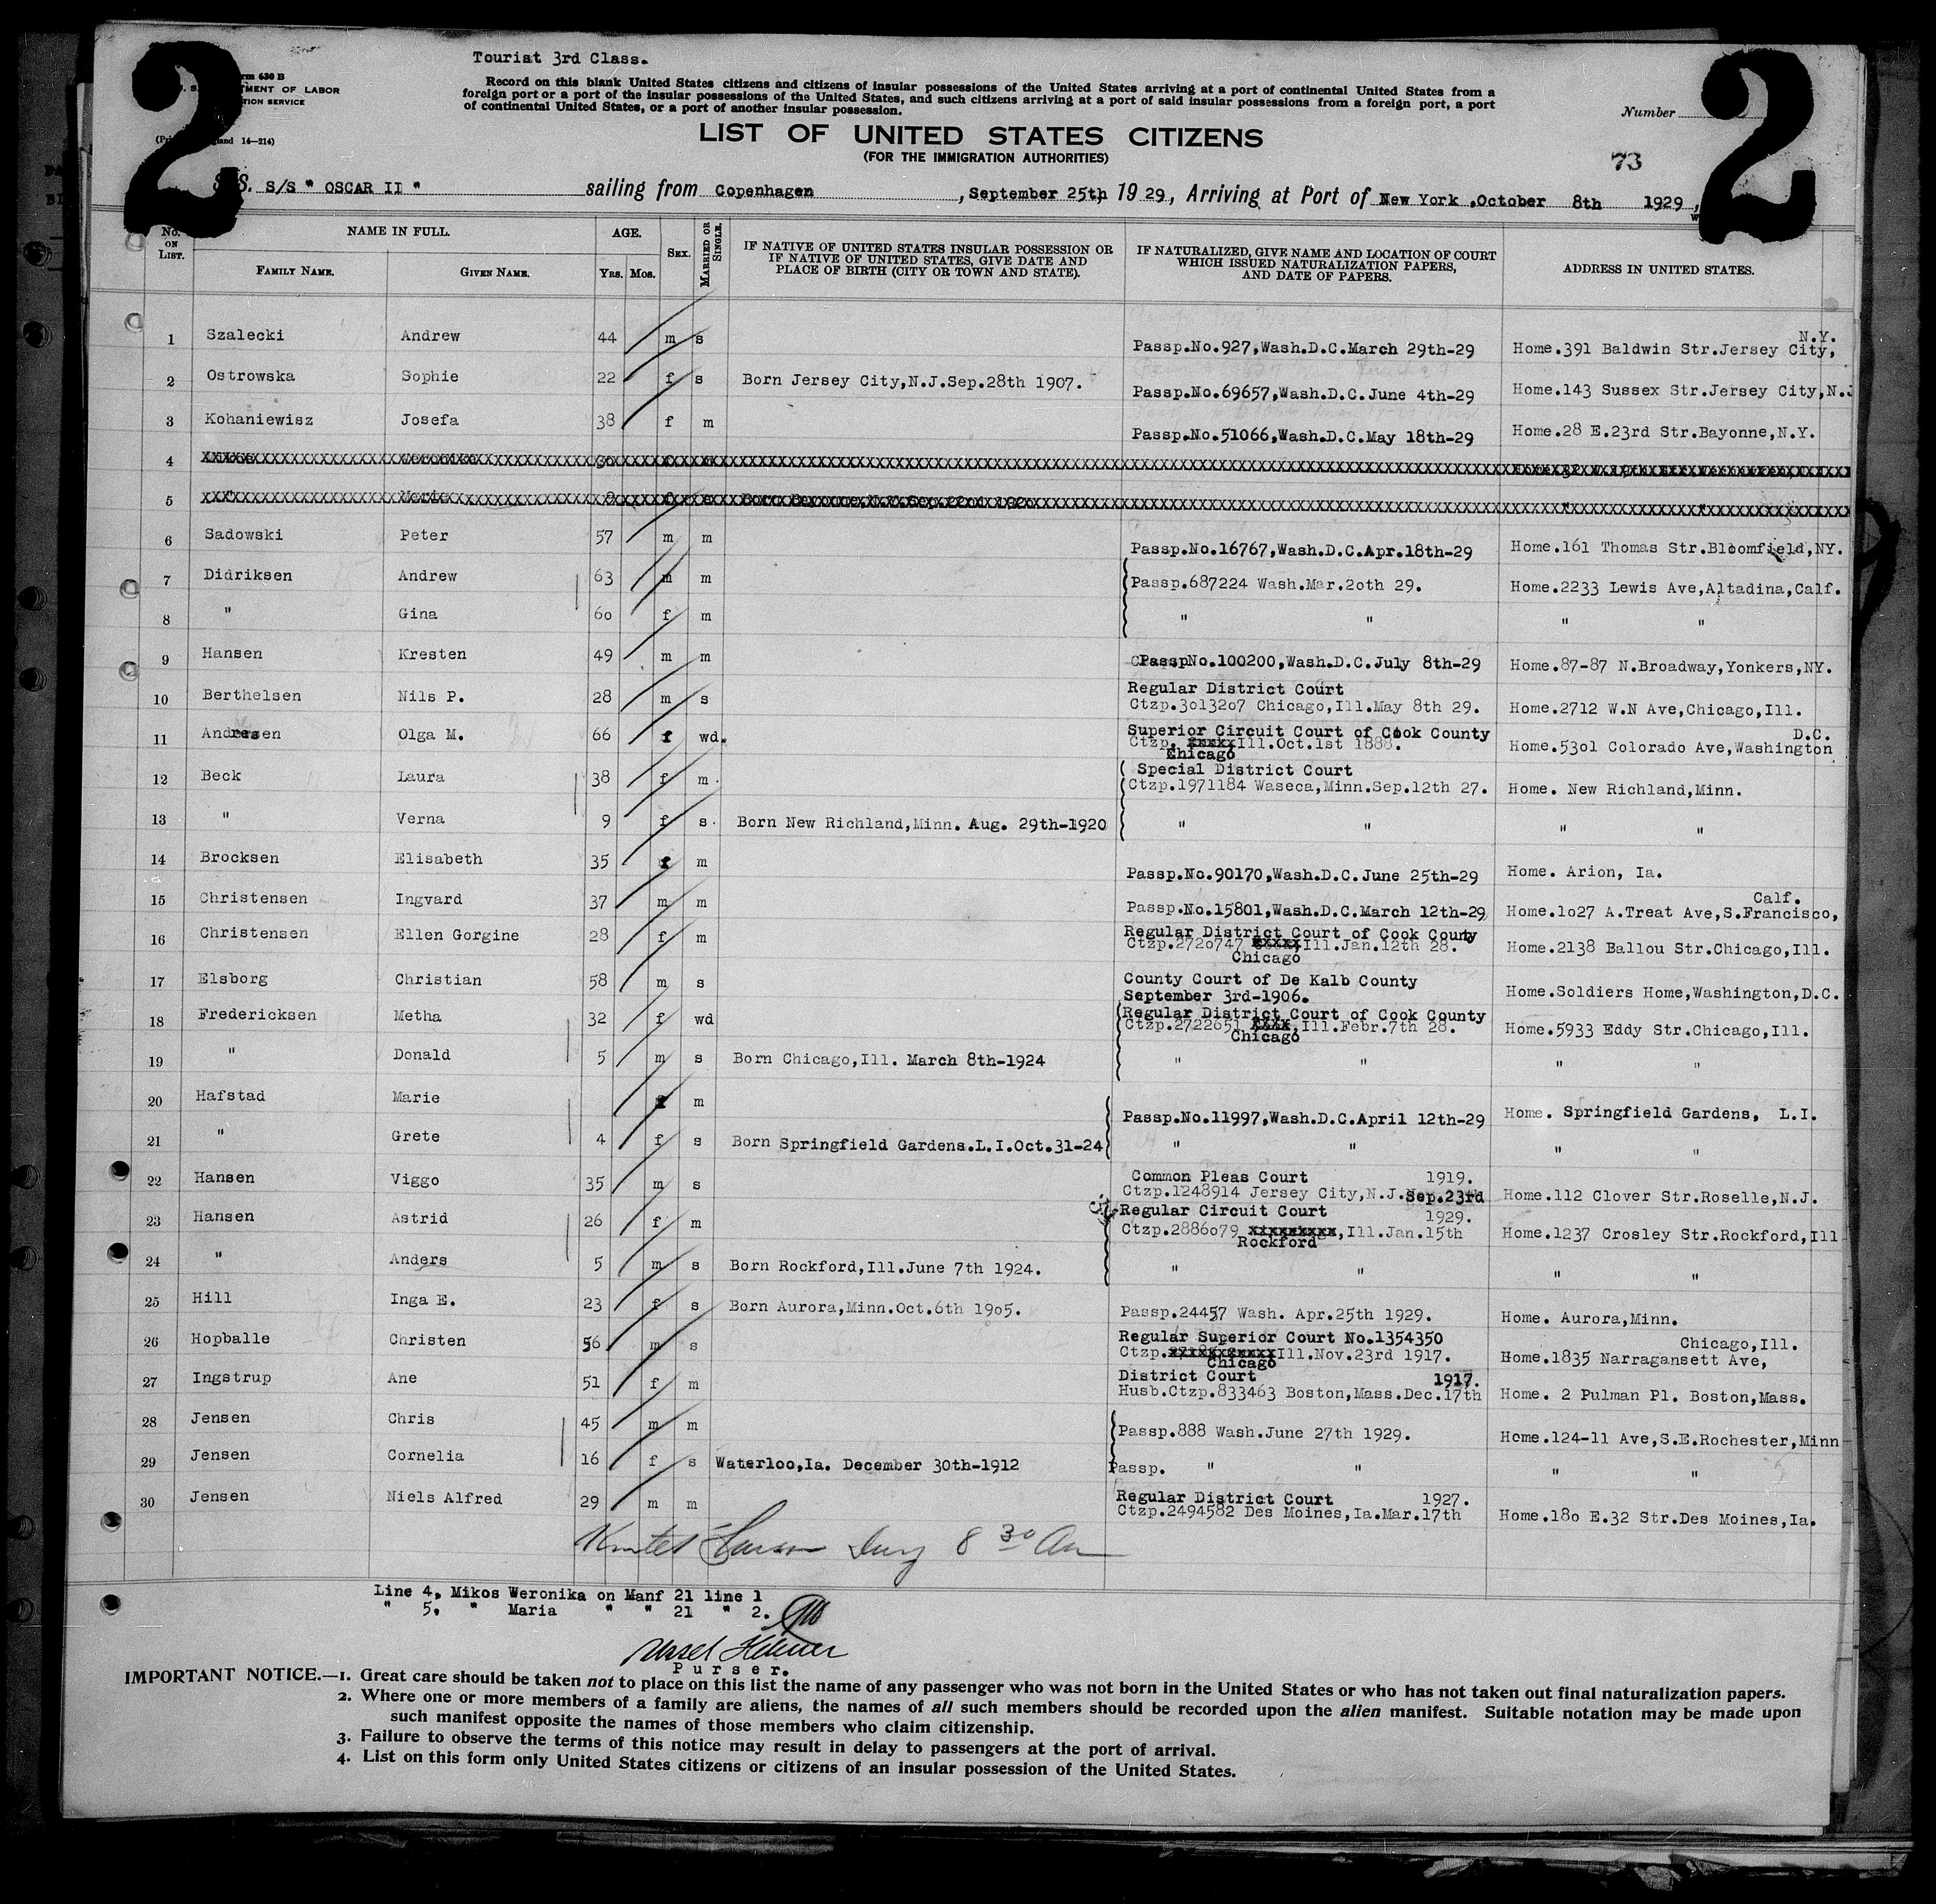 2
2
Tourist 3rd Class.
rm 630 B
TMENT OF LABOR
TION SERVICE
gland 14—214)
Record on this blank United States citizens and citizens of insular possessions of the United States arriving at a port of continental United States from a
foreign port or a port of the insular possessions of the United States, and such citizens arriving at a port of said insular possessions from a foreign port, a port
of continental United States, or a port of another insular possession.
Number
LIST OF UNITED STATES CITIZENS
(FOR THE IMMIGRATION AUTHORITIES)
73
S. S/S " OSCAR II " sailing from Copenhagen , September 25th, 19 29, Arriving at Port of New York ,October 8th 1929,
No. ON LIST. NAME IN FULL. FAMILY NAME. GIVEN NAME. AGE. Yrs. Mos. SEX. MARRIED OR SINGLE. IF NATIVE OF UNITED STATES INSULAR POSSESSION OR IF NATIVE OF UNITED STATES, GIVE DATE AND PLACE OF BIRTH (CITY OR TOWN AND STATE). IF NATURALIZED, GIVE NAME AND LOCATION OF COURT WHICH ISSUED NATURALIZATION PAPERS, AND DATE OF PAPERS. ADDRESS IN UNITED STATES.
1 Szalecki Andrew 44 m s Passp.No.927,Wash.D.C.March 29th-29 Home.391 Baldwin Str.Jersey City, N.Y.
2 Ostrowska Sophie 22 f s Born Jersey City,N.J.Sep.28th 1907. Passp.No.69657,Wash.D.C.June 4th-29 Home.143 Sussex Str.Jersey City,N.J
3 Kohaniewisz Josefa 38 f m Passp.No.51066,Wash.D.C.May 18th-29 Home.28 E.23rd Str.Bayonne,N.Y.
4
5
6 Sadowski Peter 57 m m Passp.No.16767,Wash.D.C.Apr.18th-29 Home.161 Thomas Str.Bloomfield,NY.
7 Didriksen Andrew 63 m m Passp.687224 Wash.Mar.2oth 29. Home.2233 Lewis Ave,Altadina,Calf.
8 " Gina 6o f m " " " "
9 Hansen Kresten 49 m m PasspNo.100200,Wash.D.C.July 8th-29 Home.87-87 N.Broadway,Yonkers,NY.
10 Berthelsen Nils P. 28 m s Regular District Court
Ctzp.3o132o7 Chicago,Ill.May 8th 29. Home.2712 W.N Ave,Chicago,Ill.
11 Andresen Olga M. 66 f wd. Superior Circuit Court of Cook County
Ctzp. xxxxx Ill.Oct.1st 1888. Chicago Home.53ol Colorado Ave,Washington D.C.
12 Beck Laura 38 f m. Special District Court
Ctzp.1971184 Waseca,Minn.Sep.12th 27. Home. New Richland,Minn.
13 " Verna 9 f s. Born New Richland,Minn. Aug. 29th-1920 " " " "
14 Brocksen Elisabeth 35 f m Passp.No.90170,Wash.D.C.June 25th-29 Home. Arion, Ia.
15 Christensen Ingvard 37 m m Passp.No.15801,Wash.D.C.March 12th-29 Home.1o27 A.Treat Ave,S.Francisco, Calf.
16 Christensen Ellen Gorgine 28 f m Regular District Court of Cook County
Ctzp.272o747 xxxxx,Ill.Jan.12th 28. Chicago Home.2138 Ballou Str.Chicago,Ill.
17 Elsborg Christian 58 m s County Court of De Kalb County
September 3rd-1906. Home.Soldiers Home,Washington,D.C.
18 Fredericksen Metha 32 f wd Regular District Court of Cook County
Ctzp.2722651 xxxx,Ill.Febr.7th 28. Chicago Home.5933 Eddy Str.Chicago,Ill.
19 " Donald 5 m s Born Chicago,Ill. March 8th-1924 " " " "
20 Hafstad Marie f m Passp.No.11997,Wash.D.C.April 12th-29 Home. Springfield Gardens, L.I.
21 " Grete 4 f s Born Springfield Gardens.L.I.Oct.31-24 " " " "
22 Hansen Viggo 35 m s Common Pleas Court 1919.
Ctzp.1248914 Jersey City,N.J. Sep.23rd Home.112 Clover Str.Roselle,N.J.
23 Hansen Astrid 26 f m Regular Circuit Court 1929.
Ctzp.2886o79 xxxxxxxxx,Ill.Jan.15th Rockford Home.1237 Crosley Str.Rockford,Ill
24 " Anders 5 m s Born Rockford,Ill.June 7th 1924. " " " "
25 Hill Inga E. 23 f s Born Aurora,Minn.Oct.6th 19o5. Passp.24457 Wash. Apr.25th 1929. Home. Aurora,Minn.
26 Hopballe Christen 56 m s Regular Superior Court No.1354350
Ctzp.xxxxxxxxxxx Ill.Nov.23rd 1917. Chicago Home.1835 Narragansett Ave, Chicago,Ill.
27 Ingstrup Ane 51 f m District Court 1917.
Husb.Ctzp.833463 Boston,Mass.Dec.17th Home. 2 Pulman Pl. Boston,Mass.
28 Jensen Chris 45 m m Passp.888 Wash.June 27th 1929. Home.124-11 Ave,S.E.Rochester,Minn
29 Jensen Cornelia 16 f s Waterloo,Ia. December 30th-1912 Passp. " " " "
30 Jensen Niels Alfred 29 m m Regular District Court 1927.
Ctzp.2494582 Des Moines,Ia.Mar.17th Home.18o E.32 Str.Des Moines,Ia.
8 30 Am
Line 4, Mikos Weronika on Manf 21 line 1
" 5, " Maria " " 21 " 2.
Purser.
IMPORTANT NOTICE.—1. Great care should be taken not to place on this list the name of any passenger who was not born in the United States or who has not taken out final naturalization papers.
2. Where one or more members of a family are aliens, the names of all such members should be recorded upon the alien manifest. Suitable notation may be made upon
such manifest opposite the names of those members who claim citizenship.
3. Failure to observe the terms of this notice may result in delay to passengers at the port of arrival.
4. List on this form only United States citizens or citizens of an insular possession of the United States.